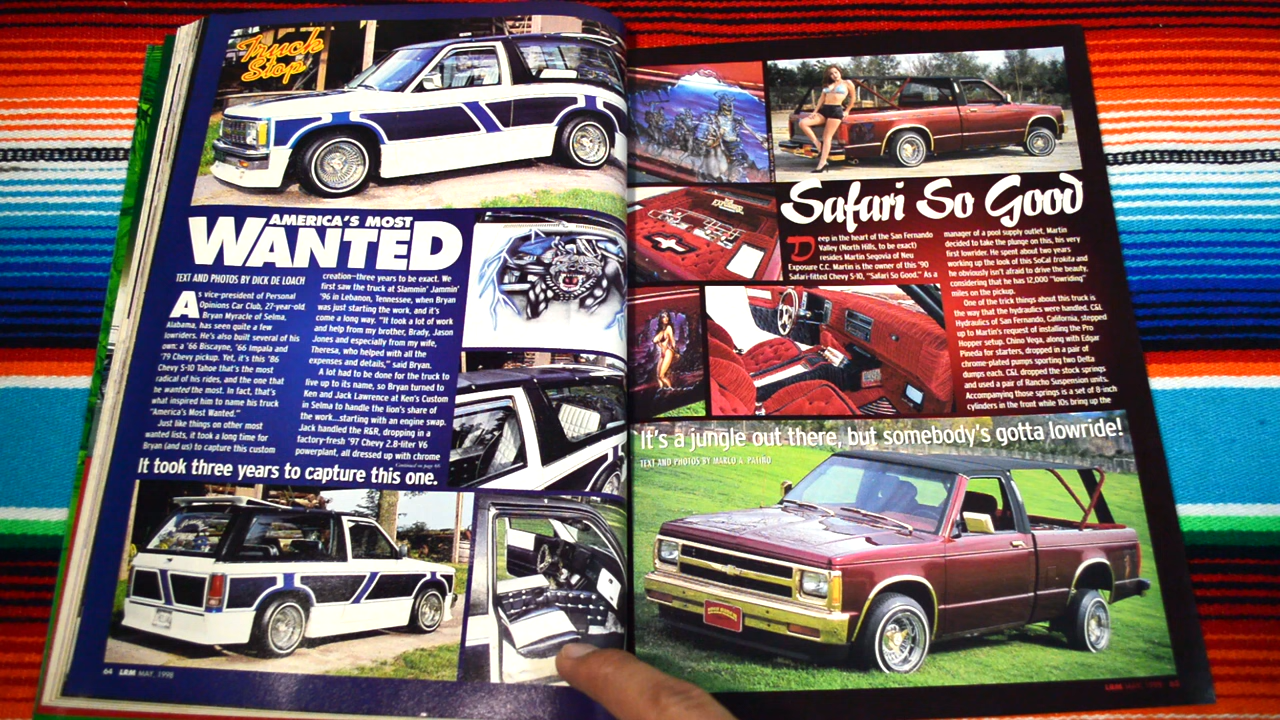 Truck
Stop
AMERICA'S MOST
WANTED
TEXT AND PHOTOS BY DICK DE LOACH
As vice-president of Personal
Opinions Car Club, 27-year-old
Bryan Myracle of Selma,
Alabama, has seen quite a few
lowriders. He's also built several of his
own: a '66 Biscayne, '66 Impala and
'79 Chevy pickup. Yet, it's this '86
Chevy S-10 Tahoe that's the most
radical of his rides, and the one that
he wanted the most. In fact, that's
what inspired him to name his truck
"America's Most Wanted."
Just like things on other most
wanted lists, it took a long time for
Bryan (and us) to capture this custom
creation—three years to be exact. We
first saw the truck at Slammin' Jammin'
'96 in Lebanon, Tennessee, when Bryan
was just starting the work, and it's
come a long way. "It took a lot of work
and help from my brother, Brady, Jason
Jones and especially from my wife,
Theresa, who helped with all the
expenses and details," said Bryan.
A lot had to be done for the truck to
live up to its name, so Bryan turned to
Ken and Jack Lawrence at Ken's Custom
in Selma to handle the lion's share of
the work...starting with an engine swap.
Jack handled the R&R, dropping in a
factory-fresh '97 Chevy 2.8-liter V6
powerplant, all dressed up with chrome
Continued on page 68
It took three years to capture this one.
64 LRM MAY, 1998
Safari So Good
Deep in the heart of the San Fernando
Valley (North Hills, to be exact)
resides Martin Segovia of Neu
Exposure C.C. Martin is the owner of this '90
Safari-fitted Chevy S-10, "Safari So Good." As a
manager of a pool supply outlet, Martin
decided to take the plunge on this, his very
first lowrider. He spent about two years
working up the look of this SoCal trokita and
he obviously isn't afraid to drive the beauty,
considering that he has 12,000 "lowriding"
miles on the pickup.
One of the trick things about this truck is
the way that the hydraulics were handled. C&L
Hydraulics of San Fernando, California, stepped
up to Martin's request of installing the Pro
Hopper setup. Chino Vega, along with Edgar
Pineda for starters, dropped in a pair of
chrome-plated pumps sporting two Delta
dumps each. C&L dropped the stock springs
and used a pair of Rancho Suspension units.
Accompanying those springs is a set of 8-inch
cylinders in the front while 10s bring up the
It's a jungle out there, but somebody's gotta lowride!
TEXT AND PHOTOS BY MARLO A. PATINO
LRM MAY, 1998